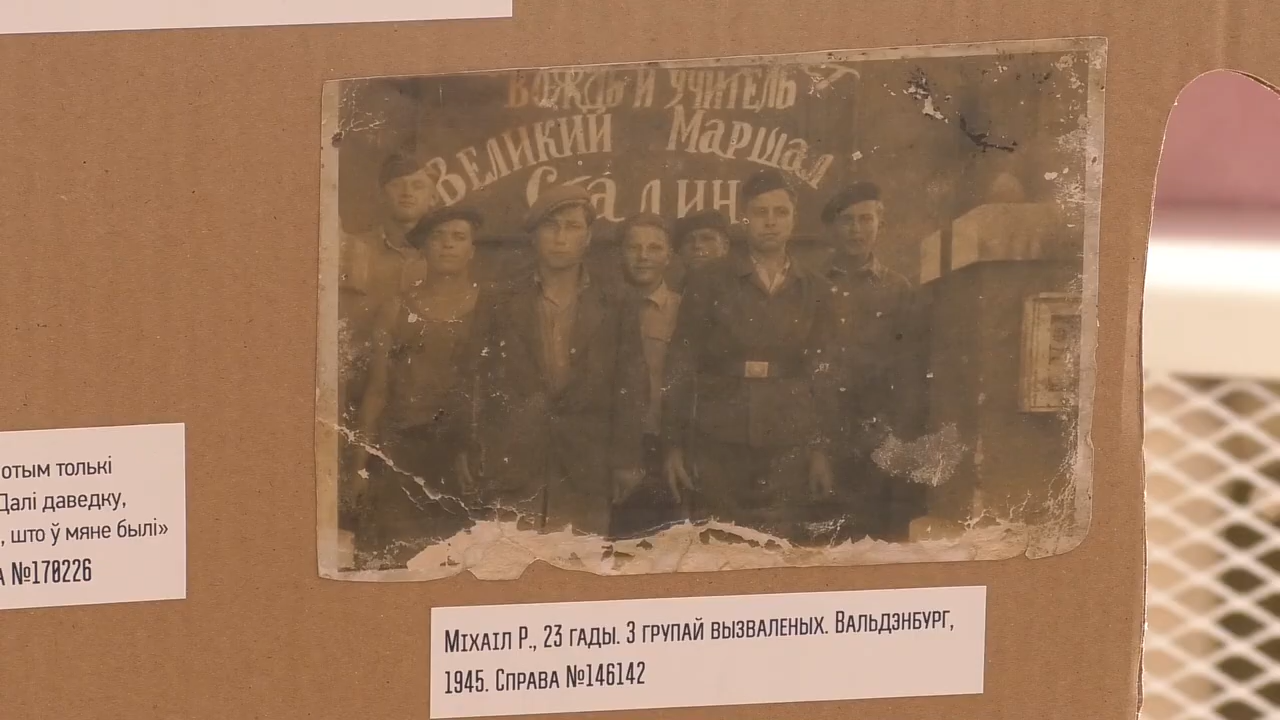 Вождь и учитель
Великий Маршал
Сталин
отым толькі
Далі даведку,
, што ў мяне былі»
А №170226
Міхаіл Р., 23 гады. З групай вызваленых. Вальдэнбург,
1945. Справа №146142